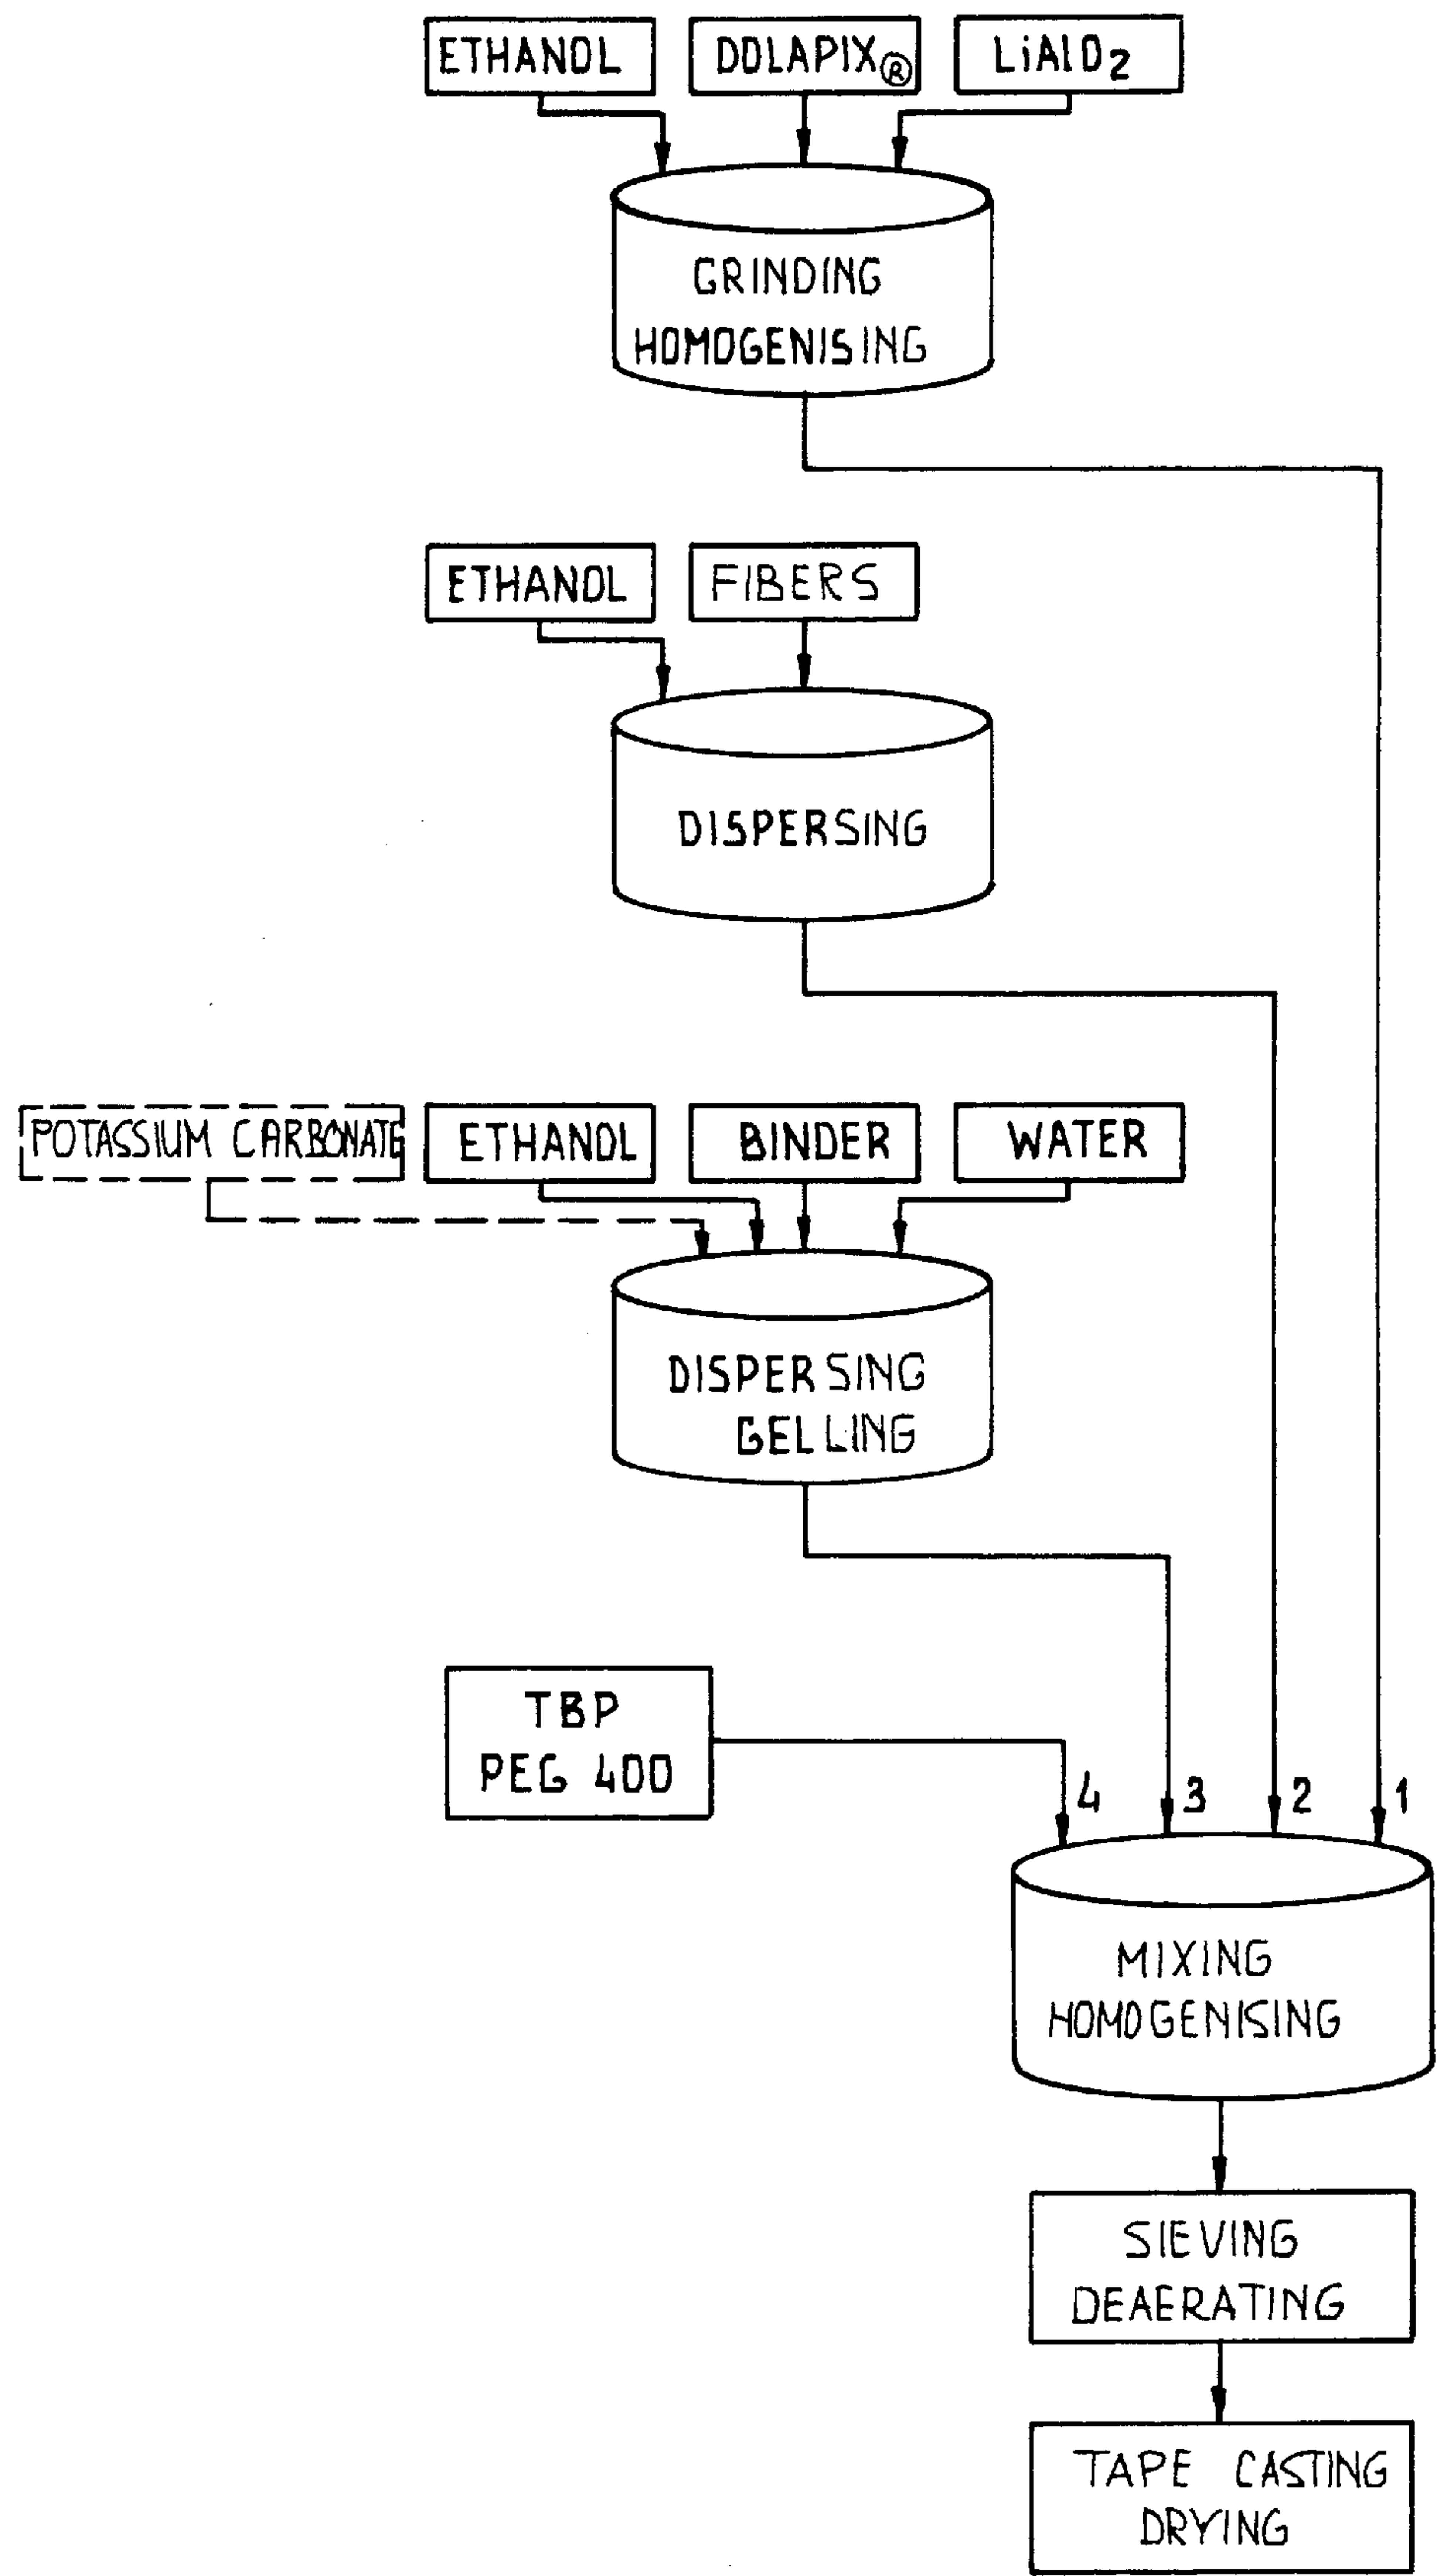 ETHANOL
DOLAPIX®
LiAlO2
GRINDING
HOMOGENISING
ETHANOL
FIBERS
DISPERSING
POTASSIUM CARBONATE
ETHANOL
BINDER
WATER
DISPERSING
GELLING
TBP
PEG 400
4
3
2
1
MIXING
HOMOGENISING
SIEVING
DEAERATING
TAPE CASTING
DRYING